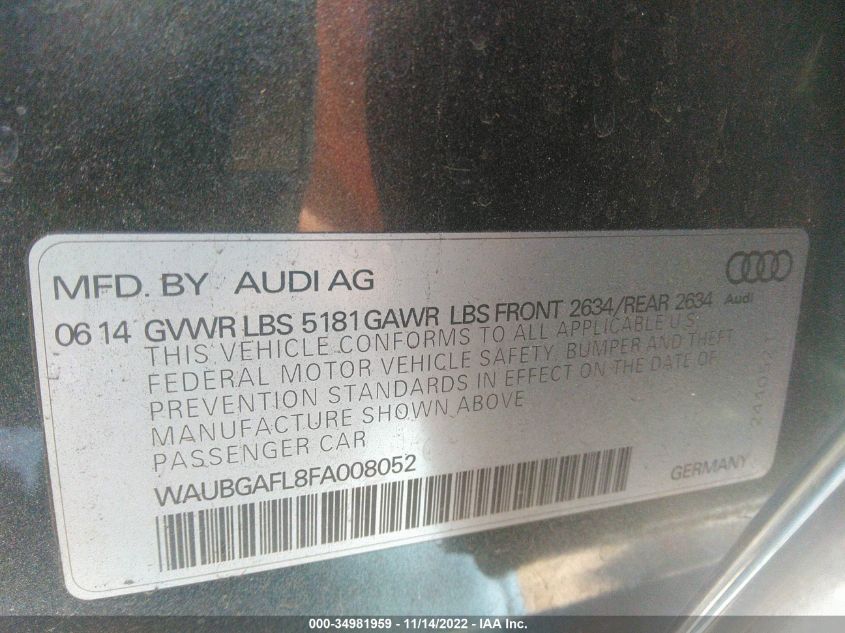 MFD. BY AUDI AG
Audi
06 14 GVWR LBS 5181 GAWR LBS FRONT 2634/REAR 2634
THIS VEHICLE CONFORMS TO ALL APPLICABLE U.S.
FEDERAL MOTOR VEHICLE SAFETY, BUMPER AND THEFT
PREVENTION STANDARDS IN EFFECT ON THE DATE OF
MANUFACTURE SHOWN ABOVE
PASSENGER CAR
WAUBGAFL8FA008052
GERMANY
000-34981959 - 11/14/2022 - IAA Inc.